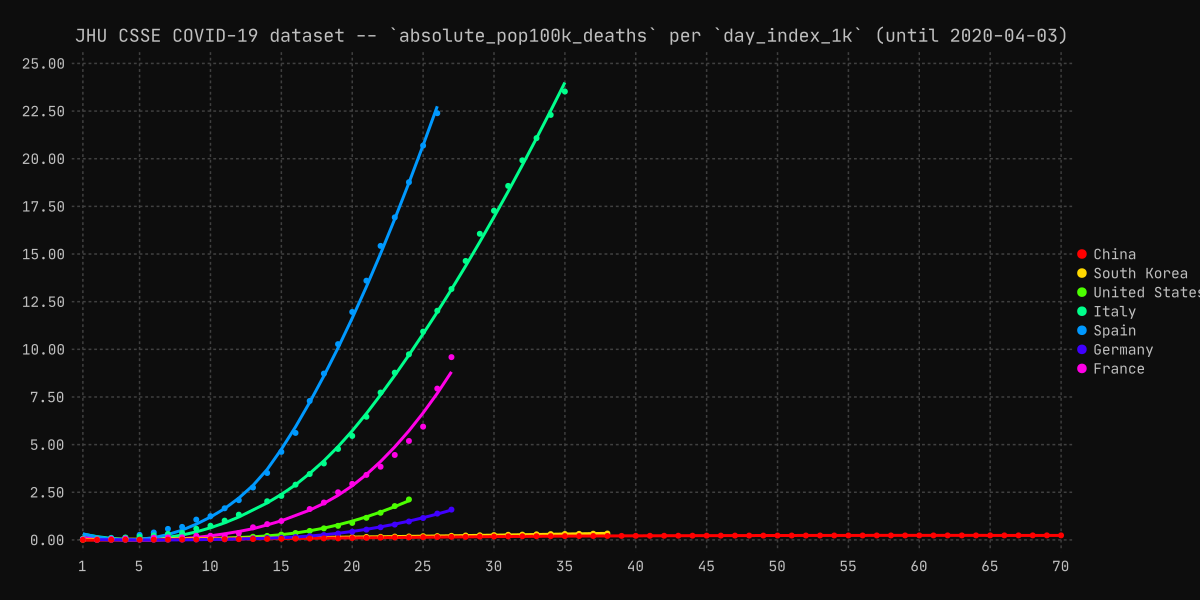 JHU CSSE COVID-19 dataset -- `absolute_pop100k_deaths` per `day_index_1k` (until 2020-04-03)
25.00
22.50
20.00
17.50
15.00
12.50
10.00
7.50
5.00
2.50
0.00
1 5 10 15 20 25 30 35 40 45 50 55 60 65 70
China
South Korea
United States
Italy
Spain
Germany
France